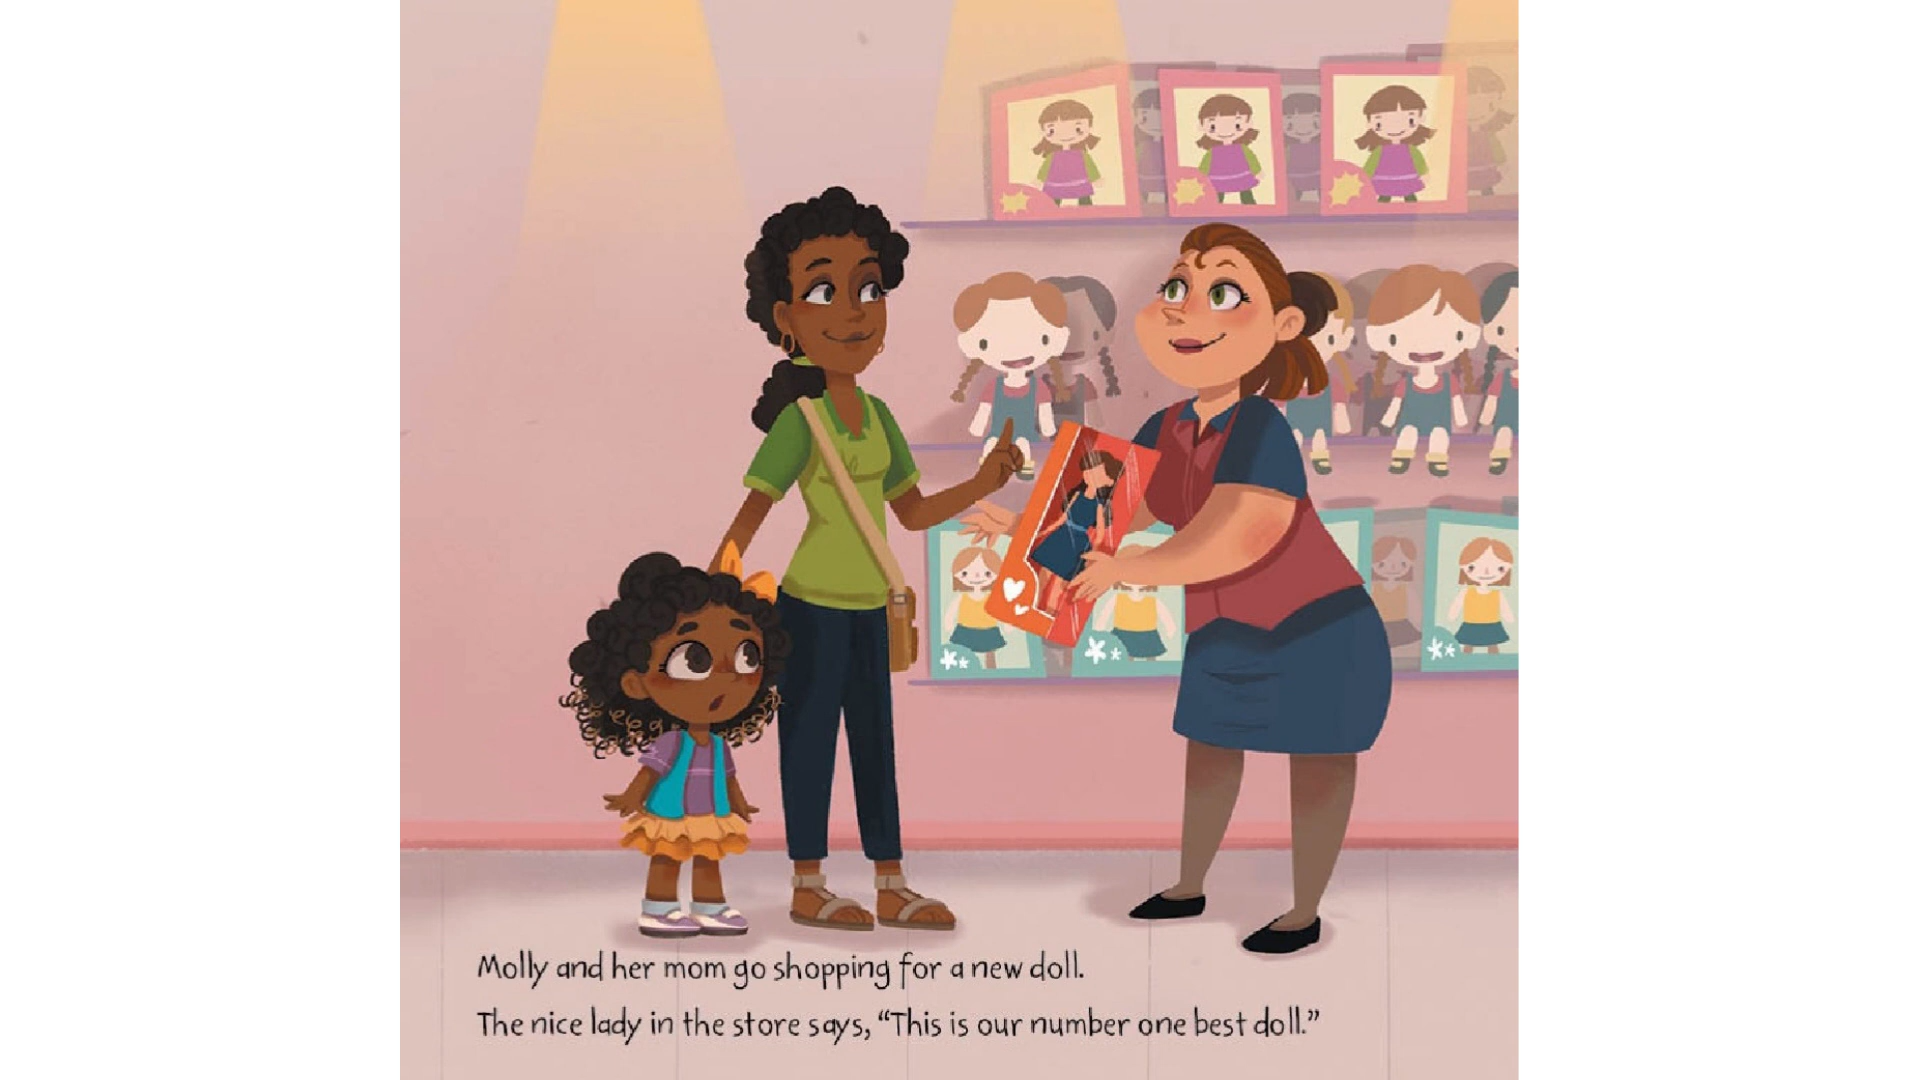 Molly and her mom go shopping for a new doll.
The nice lady in the store says, “This is our number one best doll.”